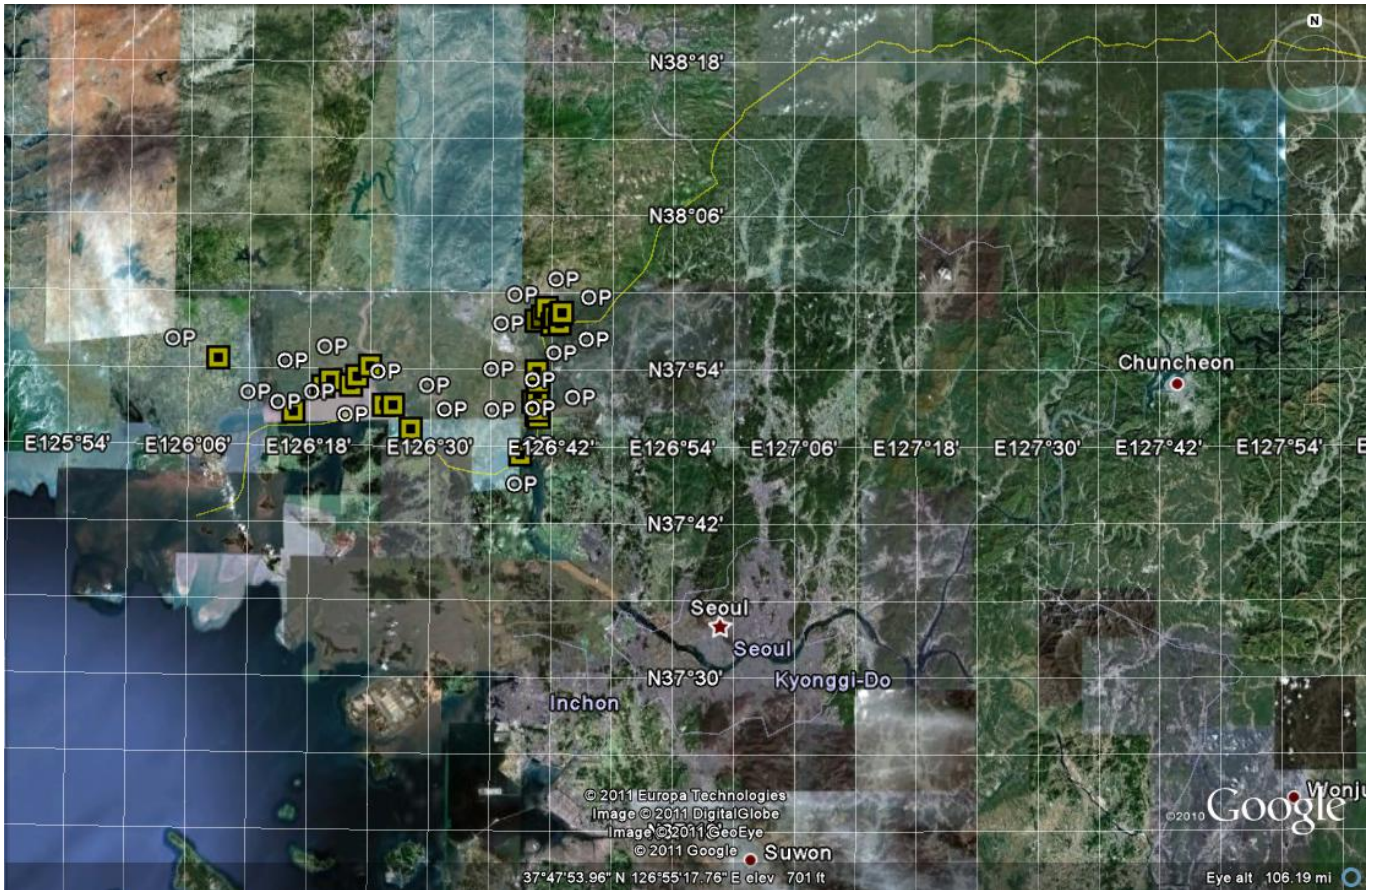 N
N38°18'
N38°06'
OP
OP OP
OP OP
OP OP OP
OP OP OP OP N37°54' Chuncheon
OP OP OP OP OP
OP OP OP OP OP
E125°54' E126°06' E126°18' E126°30' E126°42' E126°54' E127°06' E127°18' E127°30' E127°42' E127°54' E
OP
N37°42'
Seoul
Seoul
N37°30' Kyonggi-Do
Inchon
© 2011 Europa Technologies
Image © 2011 DigitalGlobe
Image © 2011 GeoEye
© 2011 Google
©2010 Google
Wonju
Suwon
37°47'53.96" N 126°55'17.76" E elev 701 ft
Eye alt 106.19 mi